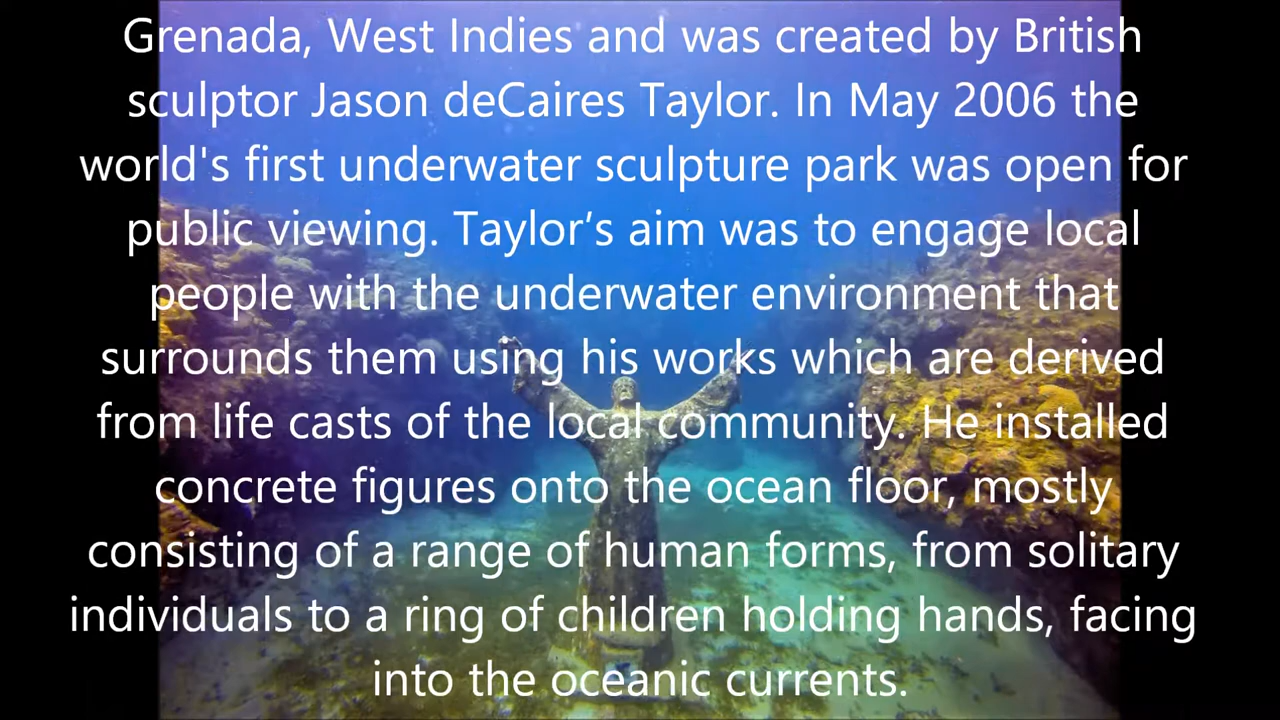 Grenada, West Indies and was created by British
sculptor Jason deCaires Taylor. In May 2006 the
world's first underwater sculpture park was open for
public viewing. Taylor’s aim was to engage local
people with the underwater environment that
surrounds them using his works which are derived
from life casts of the local community. He installed
concrete figures onto the ocean floor, mostly
consisting of a range of human forms, from solitary
individuals to a ring of children holding hands, facing
into the oceanic currents.